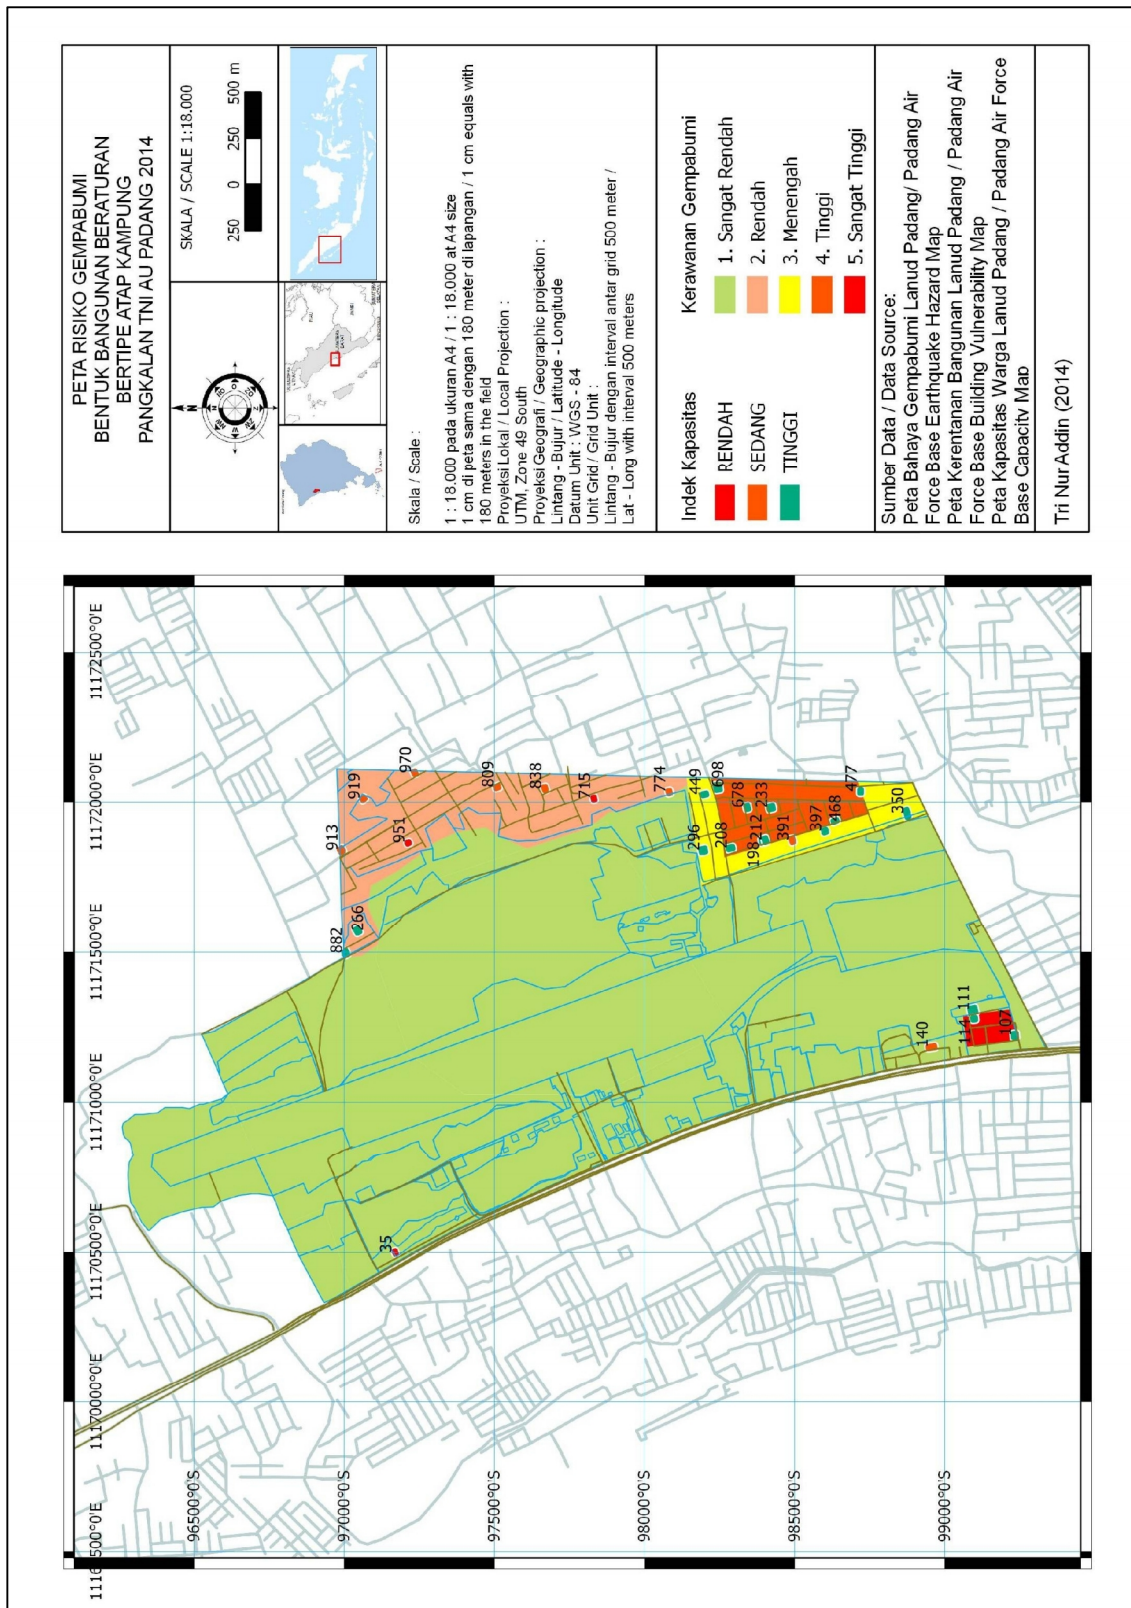 PETA RISIKO GEMPABUMI
BENTUK BANGUNAN BERATURAN
BERTIPE ATAP KAMPUNG
PANGKALAN TNI AU PADANG 2014
N
SKALA / SCALE 1:18.000
250
0
250
500 m
Skala / Scale :
1 : 18.000 pada ukuran A4 / 1 : 18.000 at A4 size
1 cm di peta sama dengan 180 meter di lapangan / 1 cm equals with
180 meters in the field
Proyeksi Lokal / Local Projection :
UTM, Zone 49 South
Proyeksi Geografi / Geographic projection :
Lintang - Bujur / Latitude - Longitude
Datum Unit : WGS - 84
Unit Grid / Grid Unit :
Lintang - Bujur dengan interval antar grid 500 meter /
Lat - Long with interval 500 meters
Indek Kapasitas
RENDAH
SEDANG
TINGGI
Kerawanan Gempabumi
1. Sangat Rendah
2. Rendah
3. Menengah
4. Tinggi
5. Sangat Tinggi
Sumber Data / Data Source:
Peta Bahaya Gempabumi Lanud Padang/ Padang Air
Force Base Earthquake Hazard Map
Peta Kerentanan Bangunan Lanud Padang / Padang Air
Force Base Building Vulnerability Map
Peta Kapasitas Warga Lanud Padang / Padang Air Force
Base Capacity Map
Tri Nur Addin (2014)
11170000°0'E
11170500°0'E
11171000°0'E
11171500°0'E
11172000°0'E
11172500°0'E
96500°0'S
97000°0'S
97500°0'S
98000°0'S
98500°0'S
99000°0'S
913
919
970
951
882
266
809
838
715
774
296
449
698
208
678
233
198
212
391
397
468
477
350
35
140
114
111
107